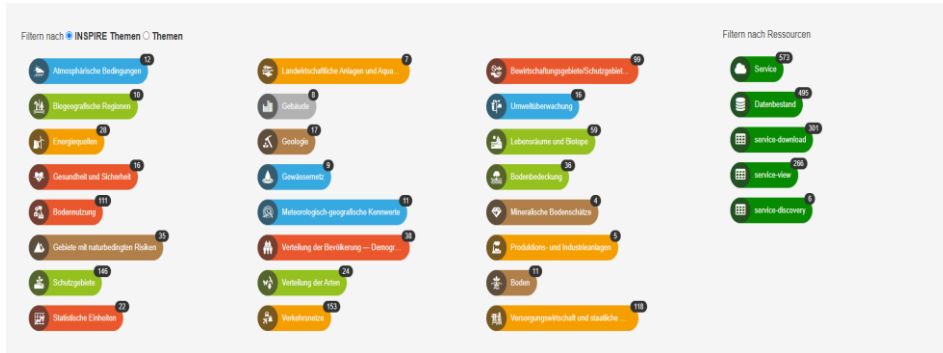 Filtern nach INSPIRE Themen Themen
12
Atmosphärische Bedingungen
10
Biogeografische Regionen
28
Energiequellen
16
Gesundheit und Sicherheit
111
Bodennutzung
35
Gebiete mit naturbedingten Risiken
146
Schutzgebiete
22
Statistische Einheiten
7
Landwirtschaftliche Anlagen und Aqua...
8
Gebäude
17
Geologie
9
Gewässernetz
11
Meteorologisch-geografische Kennwerte
38
Verteilung der Bevölkerung — Demogr...
24
Verteilung der Arten
153
Verkehrsnetze
99
Bewirtschaftungsgebiete/Schutzgebiet...
16
Umweltüberwachung
59
Lebensräume und Biotope
36
Bodenbedeckung
4
Mineralische Bodenschätze
5
Produktions- und Industrieanlagen
11
Boden
118
Versorgungswirtschaft und staatliche ...
Filtern nach Ressourcen
573
Service
495
Datenbestand
301
service-download
266
service-view
6
service-discovery